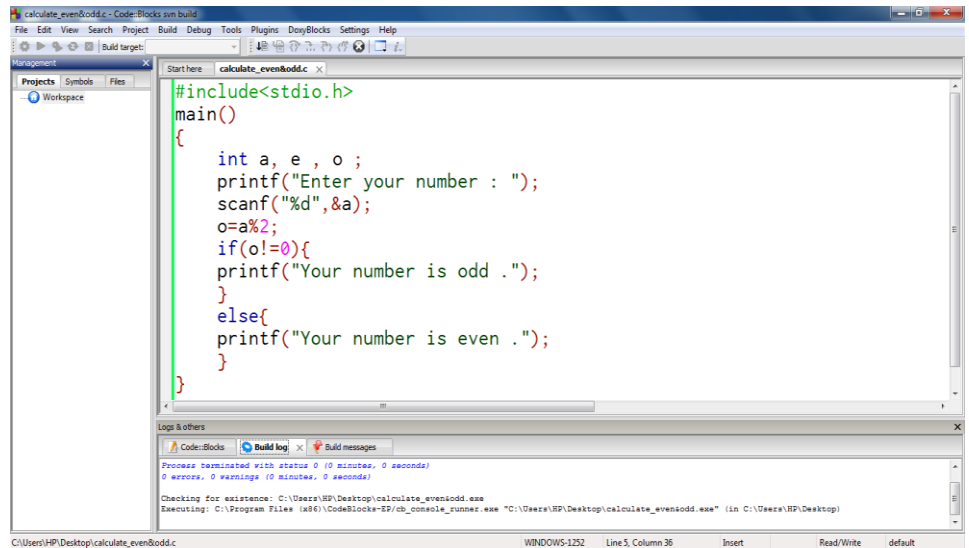 calculate_even&odd.c - Code::Blocks svn build
File Edit View Search Project Build Debug Tools Plugins DoxyBlocks Settings Help
Build target:
Management
Projects Symbols Files
Workspace
Start here calculate_even&odd.c
#include<stdio.h>
main()
{
int a, e , o ;
printf("Enter your number : ");
scanf("%d",&a);
o=a%2;
if(o!=0){
printf("Your number is odd .");
}
else{
printf("Your number is even .");
}
}
Logs & others
Code::Blocks Build log Build messages
Process terminated with status 0 (0 minutes, 0 seconds)
0 errors, 0 warnings (0 minutes, 0 seconds)
Checking for existence: C:\Users\HP\Desktop\calculate_even&odd.exe
Executing: C:\Program Files (x86)\CodeBlocks-EP/cb_console_runner.exe "C:\Users\HP\Desktop\calculate_even&odd.exe" (in C:\Users\HP\Desktop)
C:\Users\HP\Desktop\calculate_even&odd.c WINDOWS-1252 Line 5, Column 36 Insert Read/Write default